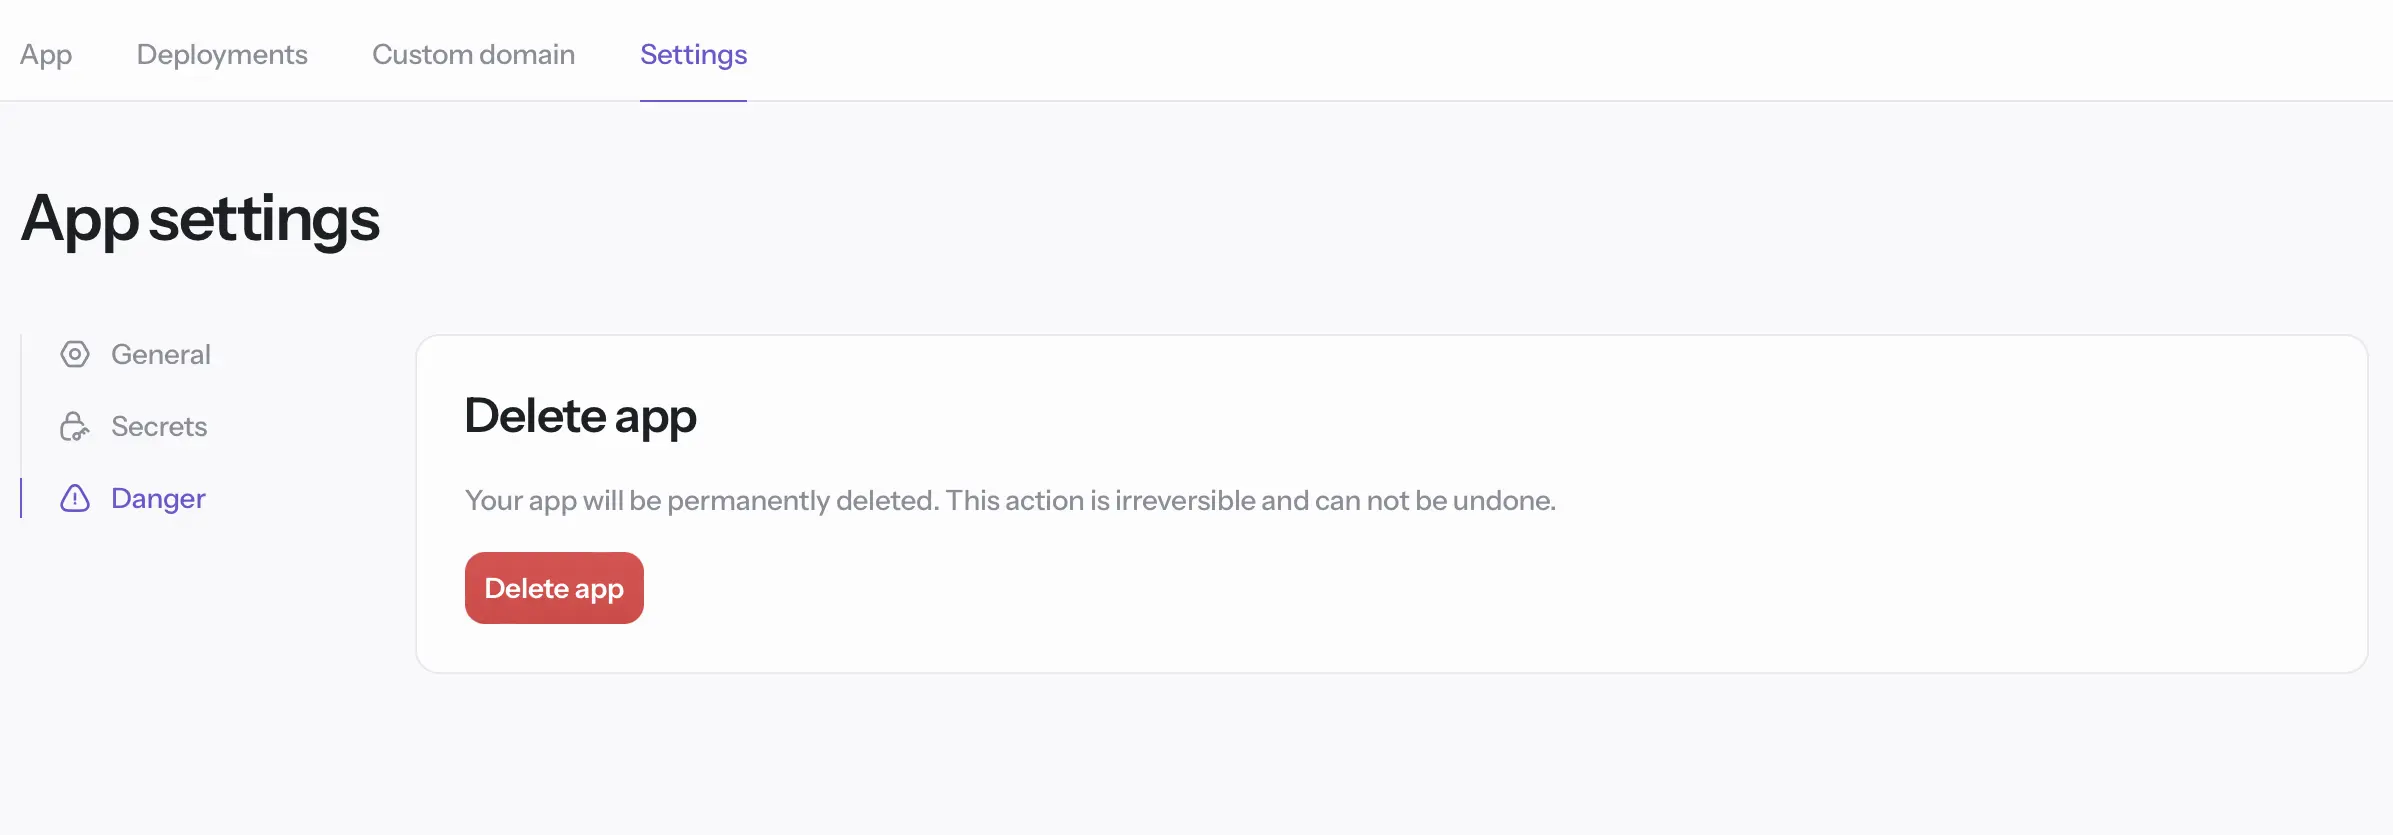 App
Deployments
Custom domain
Settings
App settings
General
Secrets
Danger
Delete app
Your app will be permanently deleted. This action is irreversible and can not be undone.
Delete app